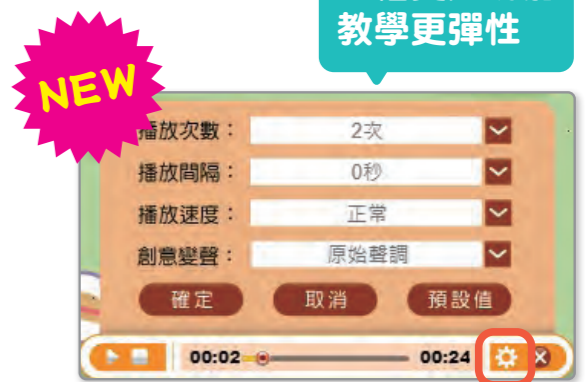 教學更彈性
NEW
播放次數： 2次
播放間隔： 0秒
播放速度： 正常
創意變聲： 原始聲調
確定 取消 預設值
00:02 00:24